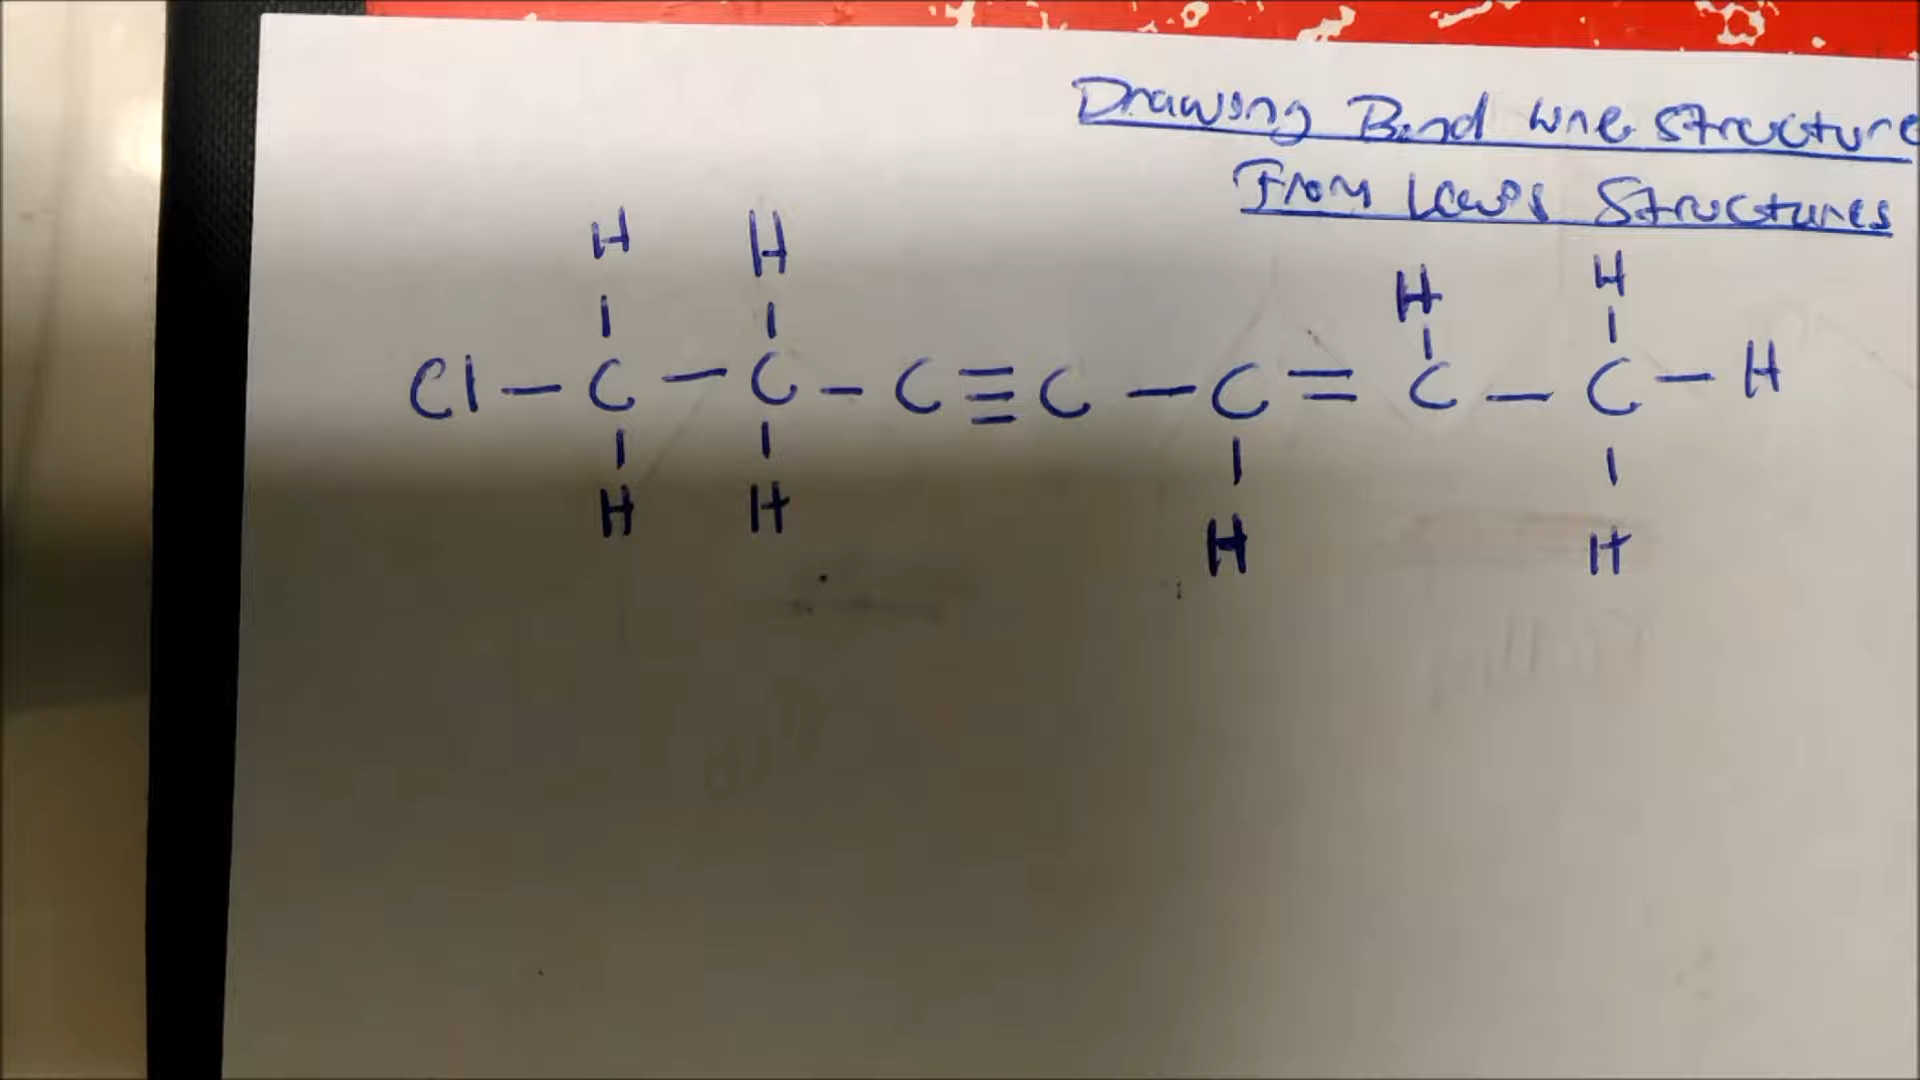 Drawing Bond line structure
From Lewis Structures
H H H H
Cl - C - C - C ≡ C - C = C - C - H
H H H H